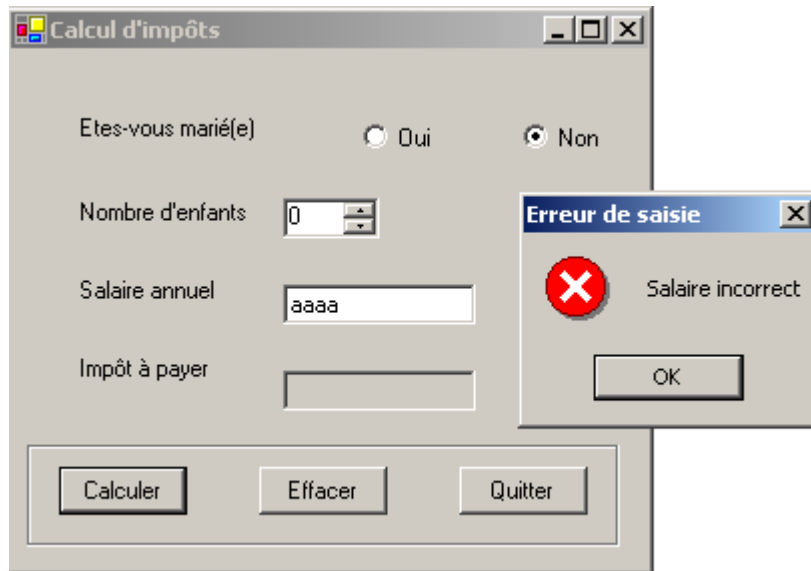 Calcul d'impôts
Etes-vous marié(e)
Oui
Non
Nombre d'enfants
0
Salaire annuel
aaaa
Impôt à payer
Calculer
Effacer
Quitter
Erreur de saisie
Salaire incorrect
OK